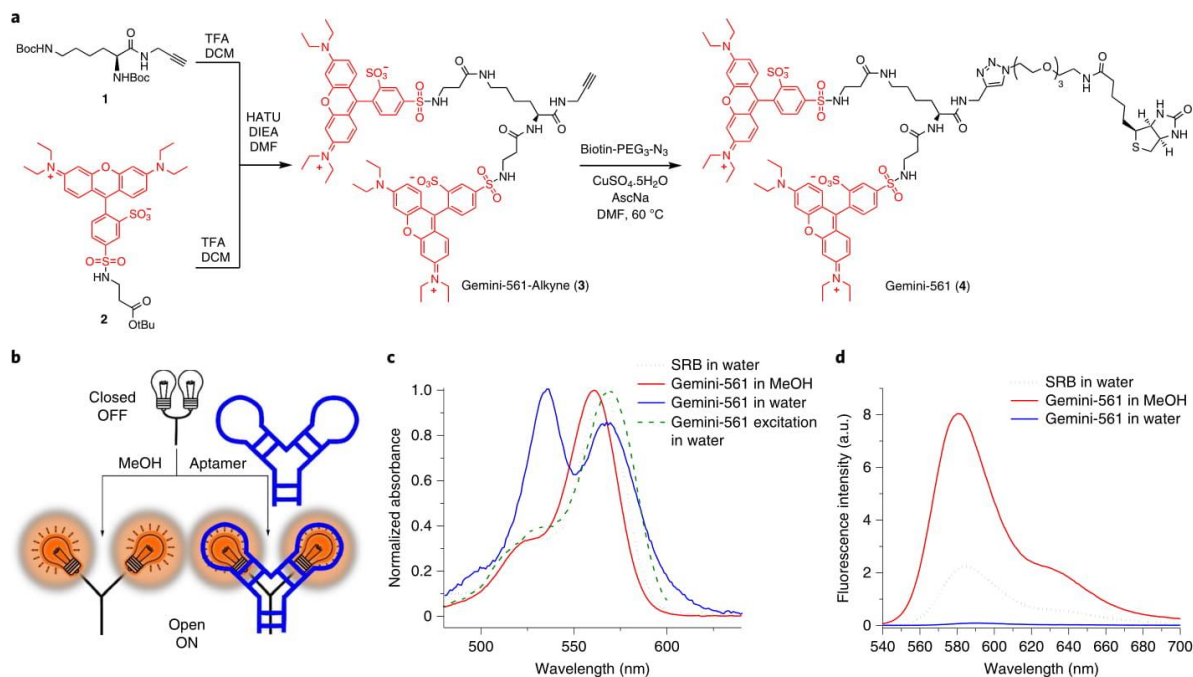 a
BocHN
O
N
H
NHBoc
1
TFA
DCM
N
O
N
+
SO3−
O=S=O
NH
O
OtBu
2
TFA
DCM
HATU
DIEA
DMF
N
SO3−
O
O
N
H
S
O
O
N
H
N
+
O
HN
O
H
N
O
−O3S
O
S
O
N
H
N
O
N
+
Gemini-561-Alkyne (3)
Biotin-PEG3-N3
CuSO4.5H2O
AscNa
DMF, 60 °C
N
SO3−
O
O
N
H
S
O
O
N
H
N
+
N=N
N
O
3
H
N
O
HN
NH
O
S
H
H
H
N
O
O
N
H
−O3S
O
S
O
N
H
N
O
N
+
Gemini-561 (4)
b
Closed
OFF
MeOH
Aptamer
Open
ON
c
SRB in water
Gemini-561 in MeOH
Gemini-561 in water
Gemini-561 excitation
in water
Normalized absorbance
1.0
0.8
0.6
0.4
0.2
0
500
550
600
Wavelength (nm)
d
SRB in water
Gemini-561 in MeOH
Gemini-561 in water
Fluorescence intensity (a.u.)
8
6
4
2
0
540 560 580 600 620 640 660 680 700
Wavelength (nm)